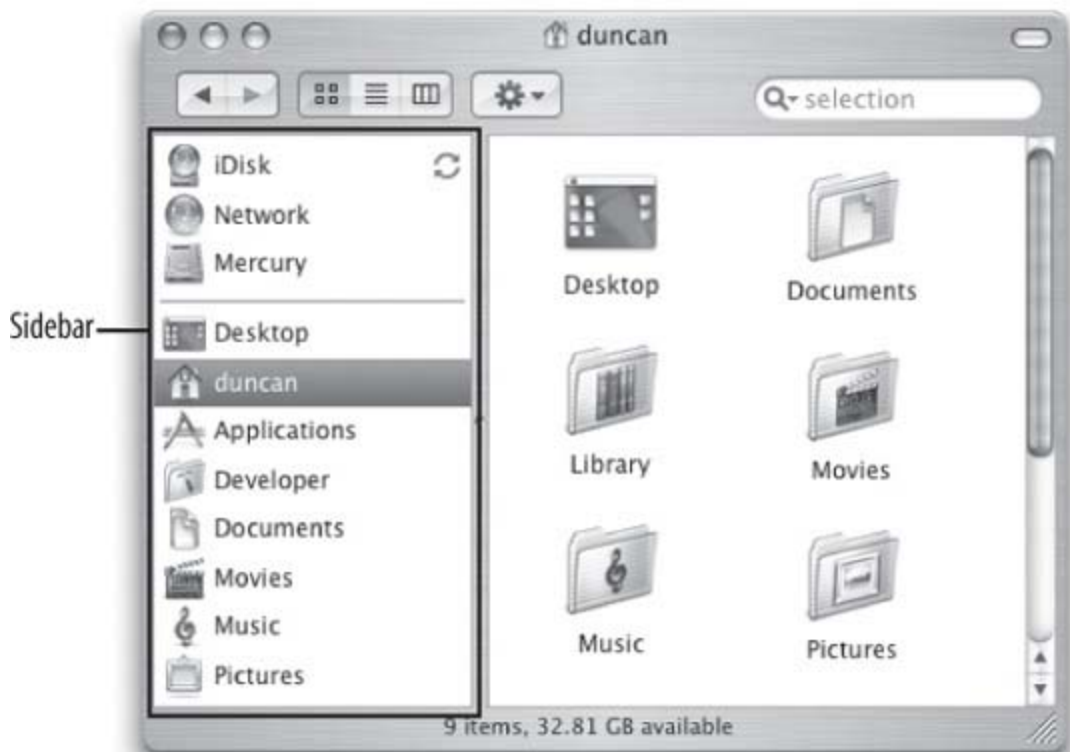 duncan
selection
Sidebar
iDisk
Network
Mercury
Desktop
duncan
Applications
Developer
Documents
Movies
Music
Pictures
Desktop
Documents
Library
Movies
Music
Pictures
9 items, 32.81 GB available